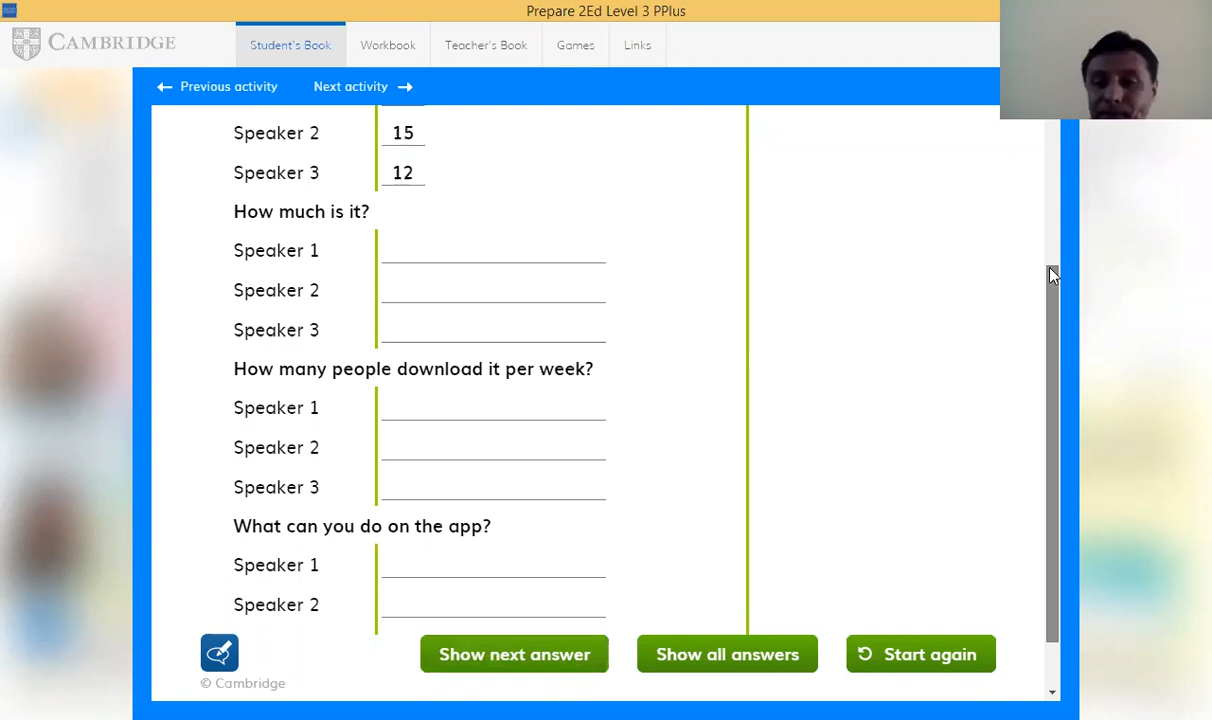 Prepare 2Ed Level 3 PPlus
CAMBRIDGE
Student's Book
Workbook
Teacher's Book
Games
Links
Previous activity
Next activity
Speaker 2
15
Speaker 3
12
How much is it?
Speaker 1
Speaker 2
Speaker 3
How many people download it per week?
Speaker 1
Speaker 2
Speaker 3
What can you do on the app?
Speaker 1
Speaker 2
Show next answer
Show all answers
Start again
© Cambridge